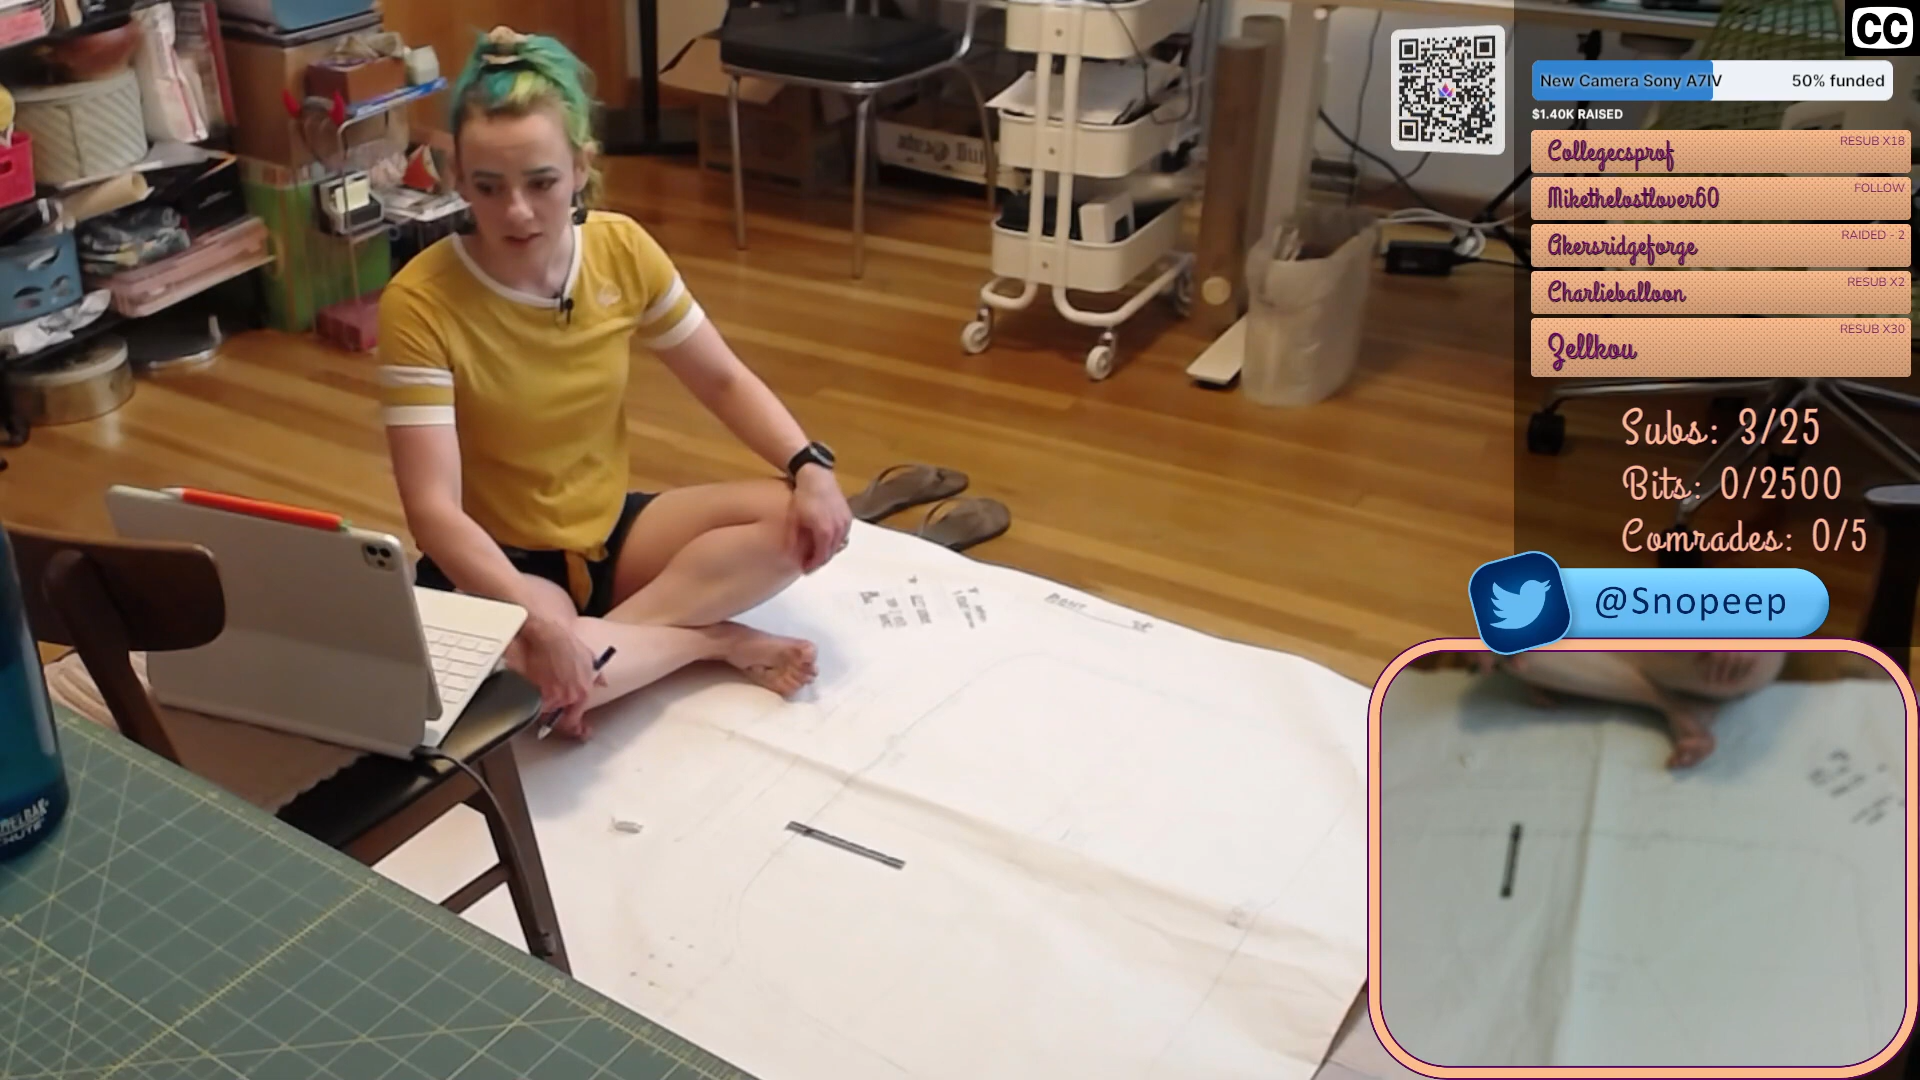 CC
New Camera Sony A7IV 50% funded
$1.40K RAISED
Collegecsprof RESUB X18
Mikethelostlover60 FOLLOW
Akersridgeforge RAIDED - 2
Charlieballoon RESUB X2
Zellkou RESUB X30
Subs: 3/25
Bits: 0/2500
Comrades: 0/5
@Snopeep